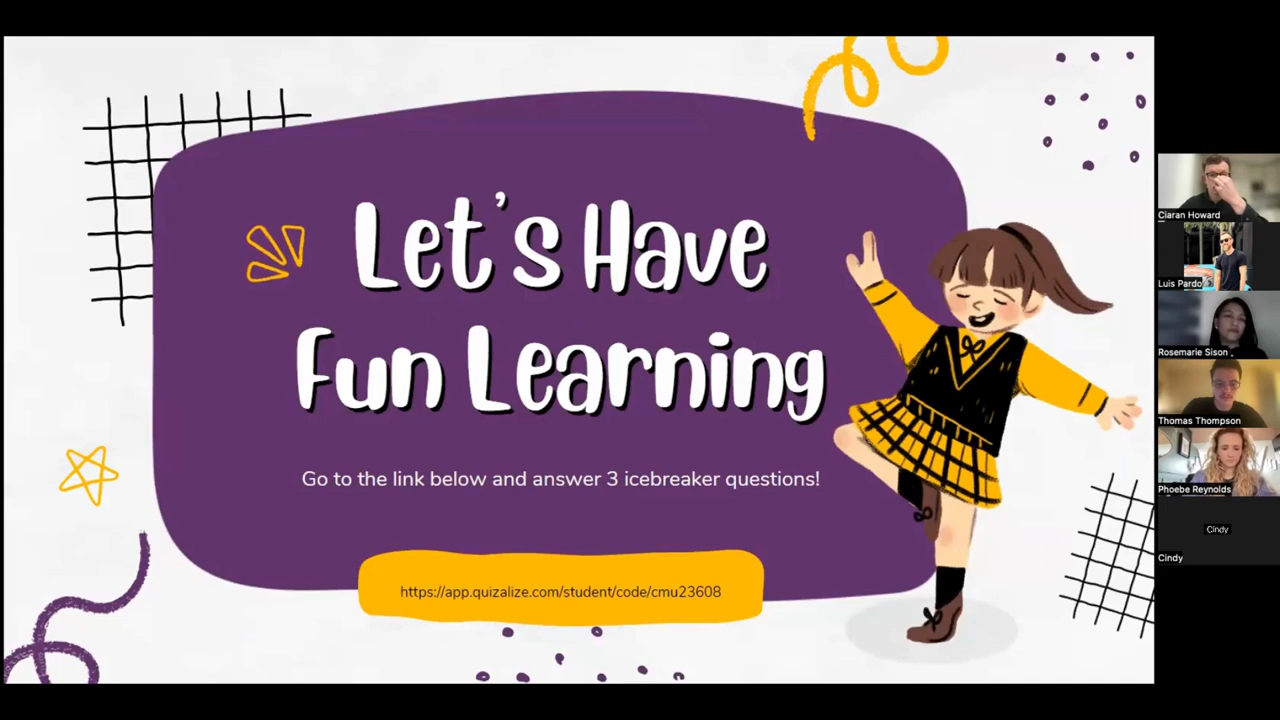 Let's Have
Fun Learning
Go to the link below and answer 3 icebreaker questions!
https://app.quizalize.com/student/code/cmu23608
Ciaran Howard
Luis Pardo
Rosemarie Sison
Thomas Thompson
Phoebe Reynolds
Cindy
Cindy